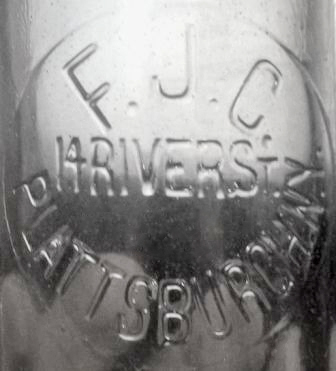 F. J. C.
14 RIVER St.
PLATTSBURGH N.Y.